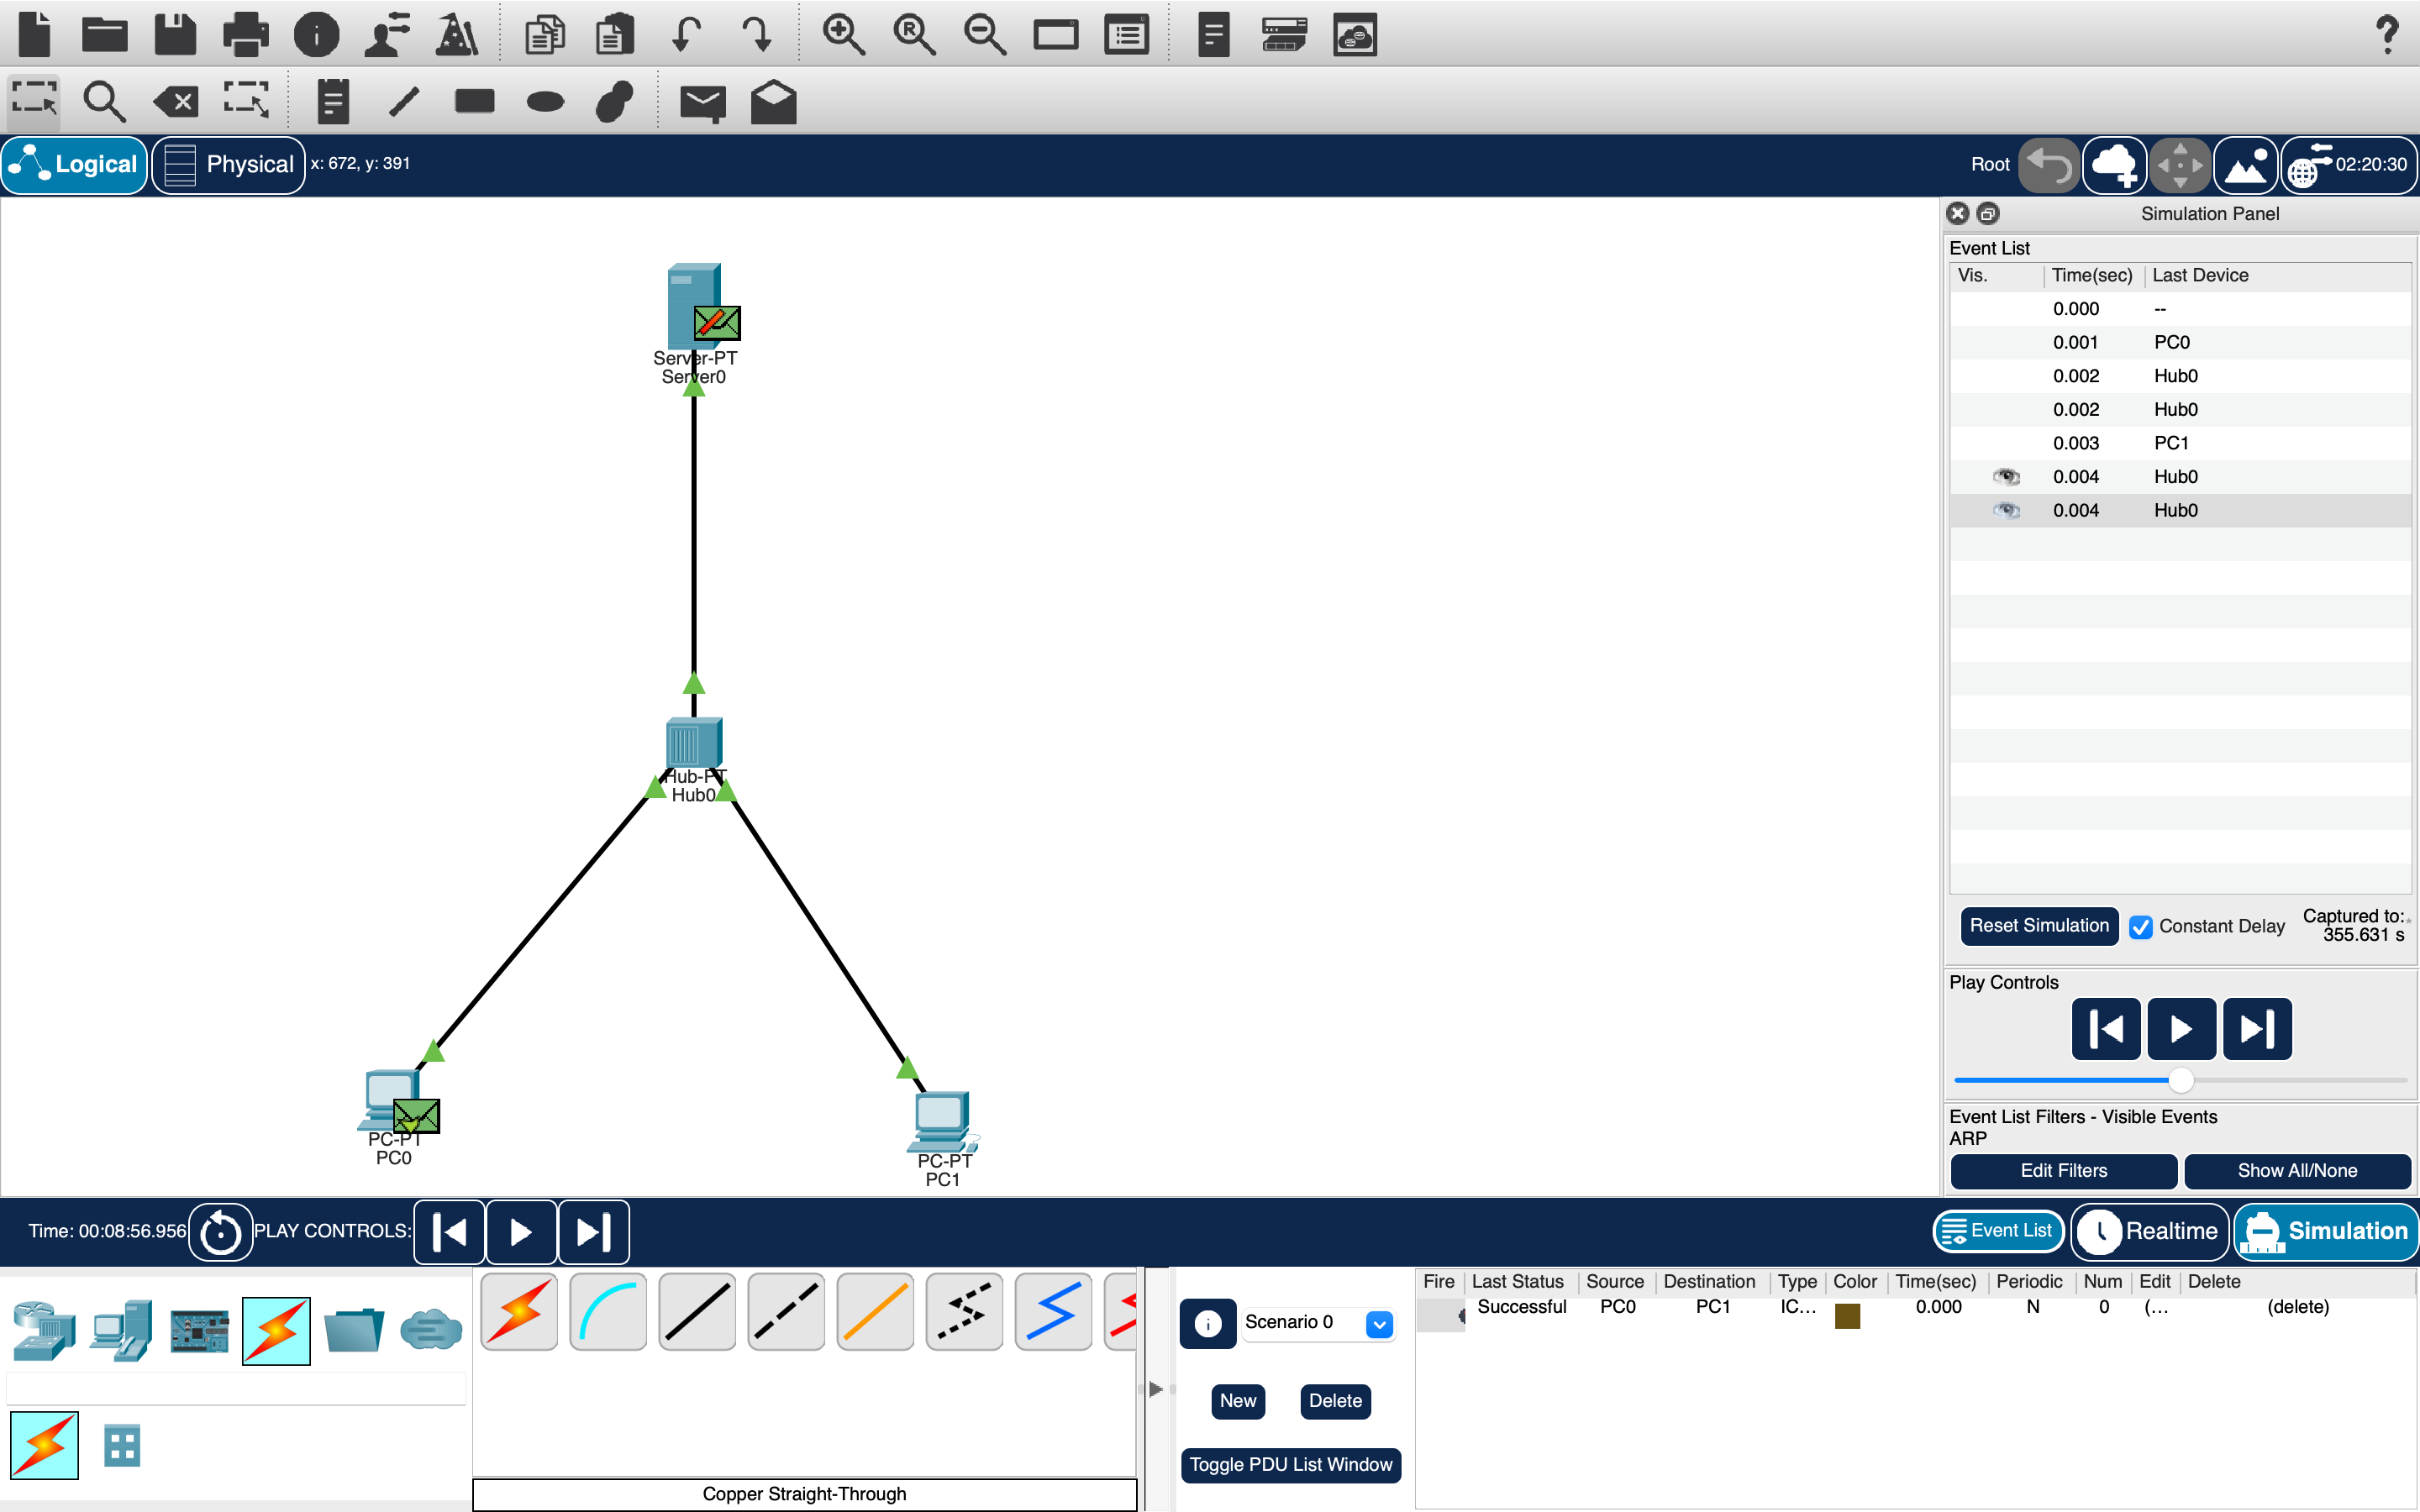 Logical
Physical
x: 672, y: 391
Root
02:20:30
Simulation Panel
Event List
Vis. Time(sec) Last Device
0.000 --
0.001 PC0
0.002 Hub0
0.002 Hub0
0.003 PC1
0.004 Hub0
0.004 Hub0
Server-PT
Server0
Hub-PT
Hub0
PC-PT
PC0
PC-PT
PC1
Reset Simulation
Constant Delay
Captured to:
355.631 s
Play Controls
Event List Filters - Visible Events
ARP
Edit Filters
Show All/None
Time: 00:08:56.956
PLAY CONTROLS:
Event List
Realtime
Simulation
Scenario 0
New
Delete
Toggle PDU List Window
Copper Straight-Through
Fire Last Status Source Destination Type Color Time(sec) Periodic Num Edit Delete
Successful PC0 PC1 IC... 0.000 N 0 (... (delete)